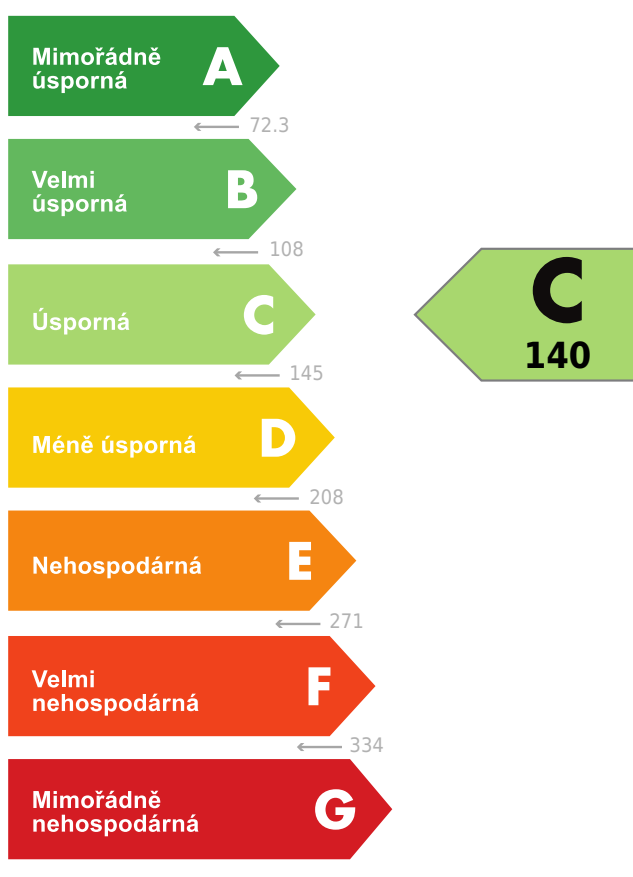 Mimořádně
úsporná
A
72.3
Velmi
úsporná
B
108
Úsporná
C
145
C
140
Méně úsporná
D
208
Nehospodárná
E
271
Velmi
nehospodárná
F
334
Mimořádně
nehospodárná
G